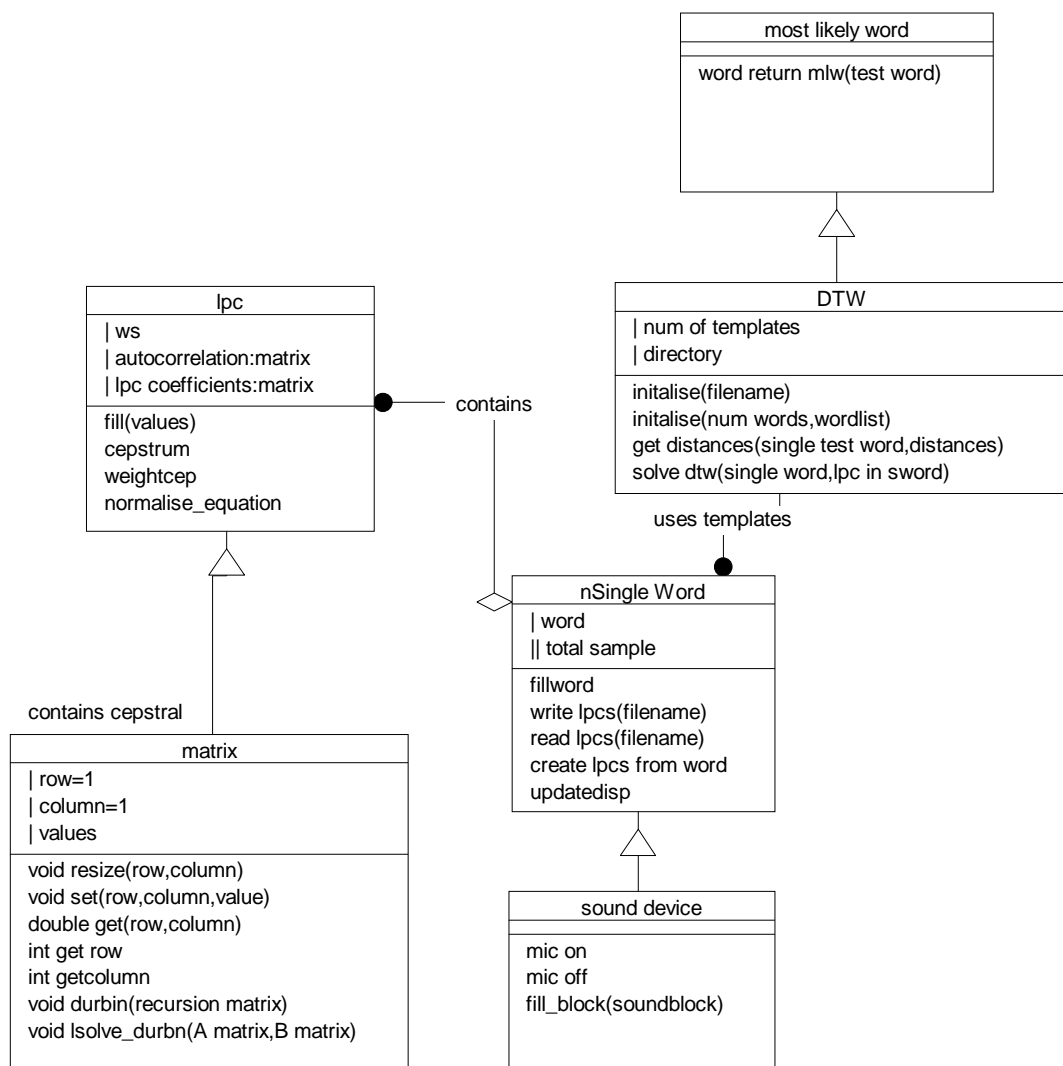 most likely word
word return mlw(test word)
lpc
| ws
| autocorrelation:matrix
| lpc coefficients:matrix
fill(values)
cepstrum
weightcep
normalise_equation
contains
DTW
| num of templates
| directory
initalise(filename)
initalise(num words,wordlist)
get distances(single test word,distances)
solve dtw(single word,lpc in sword)
uses templates
nSingle Word
| word
|| total sample
fillword
write lpcs(filename)
read lpcs(filename)
create lpcs from word
updatedisp
contains cepstral
matrix
| row=1
| column=1
| values
void resize(row,column)
void set(row,column,value)
double get(row,column)
int get row
int getcolumn
void durbin(recursion matrix)
void lsolve_durbn(A matrix,B matrix)
sound device
mic on
mic off
fill_block(soundblock)